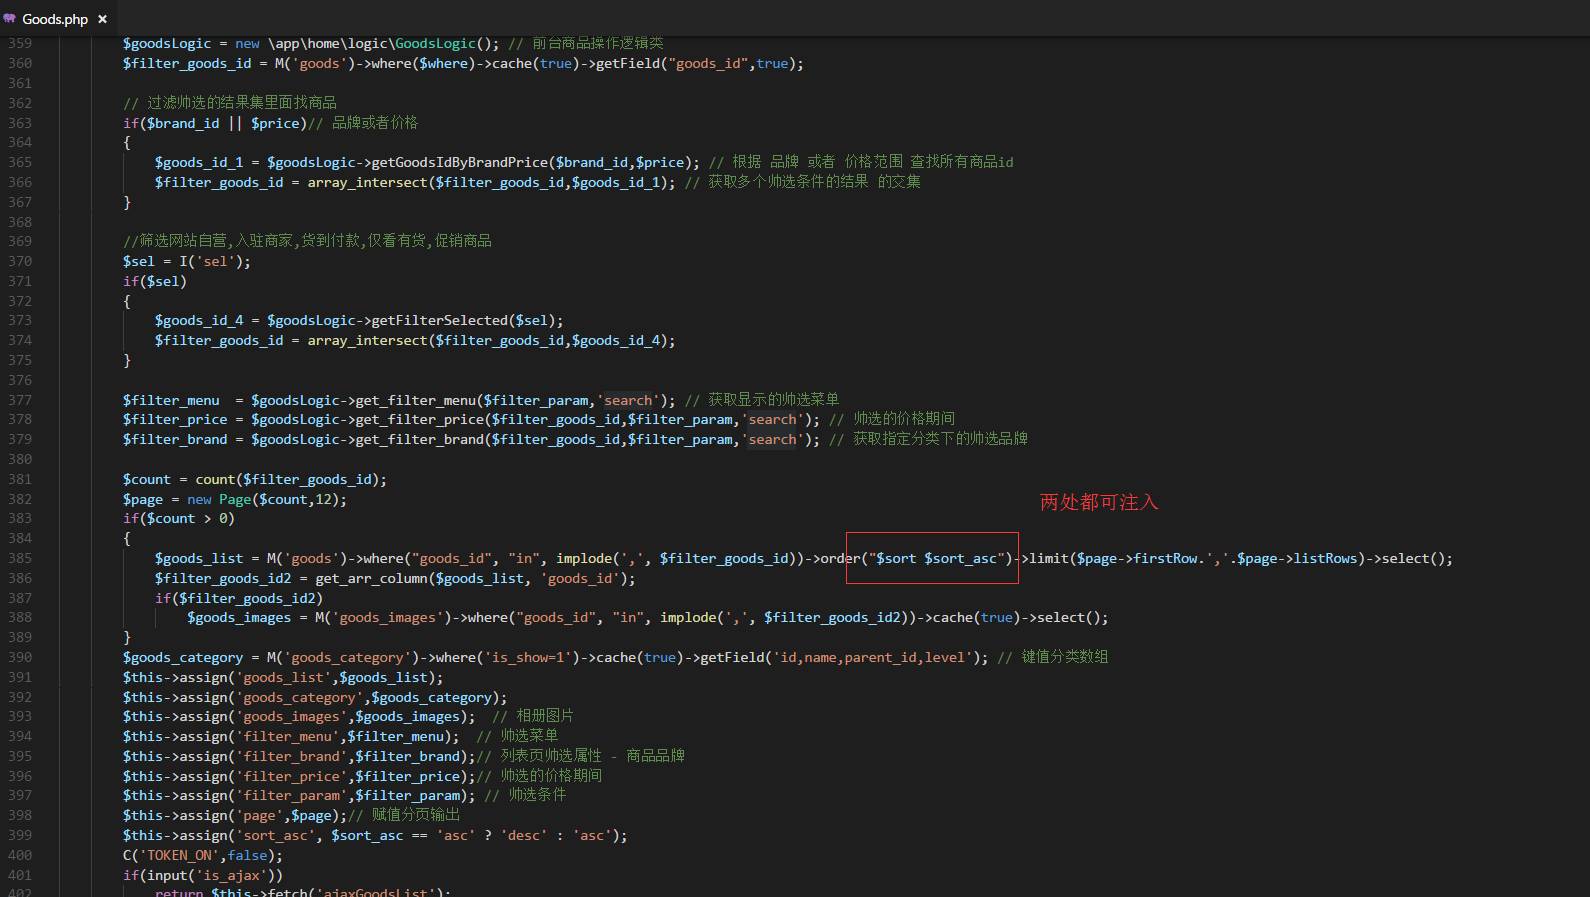 Goods.php ×
359 $goodsLogic = new \app\home\logic\GoodsLogic(); // 前台商品操作逻辑类
360 $filter_goods_id = M('goods')->where($where)->cache(true)->getField("goods_id",true);
361
362 // 过滤帅选的结果集里面找商品
363 if($brand_id || $price)// 品牌或者价格
364 {
365 $goods_id_1 = $goodsLogic->getGoodsIdByBrandPrice($brand_id,$price); // 根据 品牌 或者 价格范围 查找所有商品id
366 $filter_goods_id = array_intersect($filter_goods_id,$goods_id_1); // 获取多个帅选条件的结果 的交集
367 }
368
369 //筛选网站自营,入驻商家,货到付款,仅看有货,促销商品
370 $sel = I('sel');
371 if($sel)
372 {
373 $goods_id_4 = $goodsLogic->getFilterSelected($sel);
374 $filter_goods_id = array_intersect($filter_goods_id,$goods_id_4);
375 }
376
377 $filter_menu  = $goodsLogic->get_filter_menu($filter_param,'search'); // 获取显示的帅选菜单
378 $filter_price = $goodsLogic->get_filter_price($filter_goods_id,$filter_param,'search'); // 帅选的价格期间
379 $filter_brand = $goodsLogic->get_filter_brand($filter_goods_id,$filter_param,'search'); // 获取指定分类下的帅选品牌
380
381 $count = count($filter_goods_id);
382 $page = new Page($count,12);
383 if($count > 0)
两处都可注入
384 {
385 $goods_list = M('goods')->where("goods_id", "in", implode(',', $filter_goods_id))->order("$sort $sort_asc")->limit($page->firstRow.','.$page->listRows)->select();
386 $filter_goods_id2 = get_arr_column($goods_list, 'goods_id');
387 if($filter_goods_id2)
388 $goods_images = M('goods_images')->where("goods_id", "in", implode(',', $filter_goods_id2))->cache(true)->select();
389 }
390 $goods_category = M('goods_category')->where('is_show=1')->cache(true)->getField('id,name,parent_id,level'); // 键值分类数组
391 $this->assign('goods_list',$goods_list);
392 $this->assign('goods_category',$goods_category);
393 $this->assign('goods_images',$goods_images);  // 相册图片
394 $this->assign('filter_menu',$filter_menu);  // 帅选菜单
395 $this->assign('filter_brand',$filter_brand);// 列表页帅选属性 - 商品品牌
396 $this->assign('filter_price',$filter_price);// 帅选的价格期间
397 $this->assign('filter_param',$filter_param); // 帅选条件
398 $this->assign('page',$page);// 赋值分页输出
399 $this->assign('sort_asc', $sort_asc == 'asc' ? 'desc' : 'asc');
400 C('TOKEN_ON',false);
401 if(input('is_ajax'))
402 return $this->fetch('ajaxGoodsList');